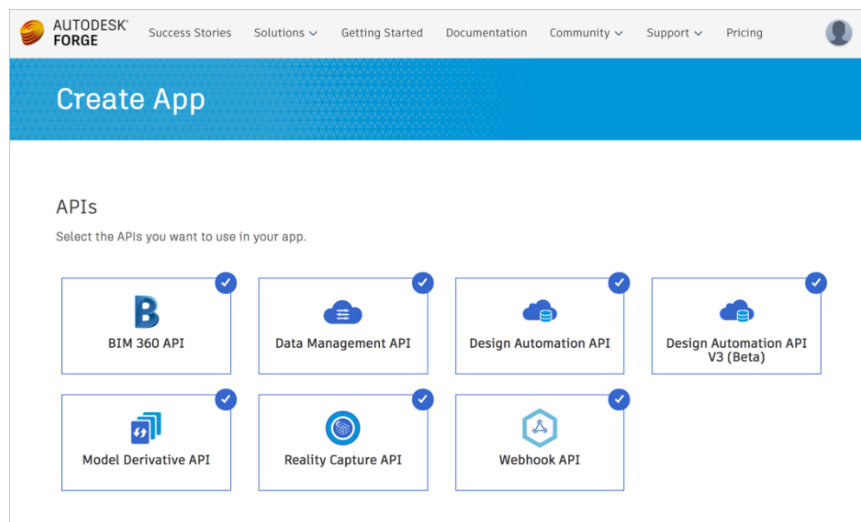 AUTODESK®
FORGE
Success Stories Solutions Getting Started Documentation Community Support Pricing
Create App
APIs
Select the APIs you want to use in your app.
BIM 360 API
Data Management API
Design Automation API
Design Automation API
V3 (Beta)
Model Derivative API
Reality Capture API
Webhook API